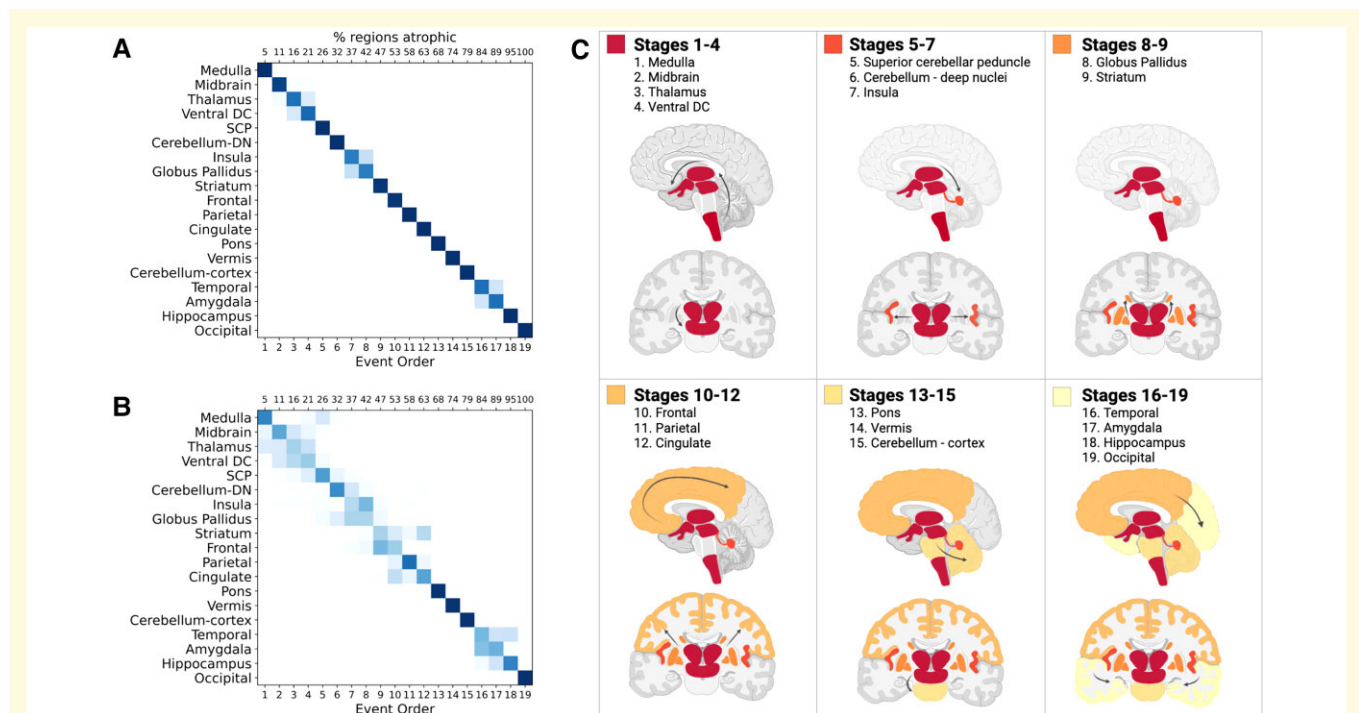 A
% regions atrophic
5 11 16 21 26 32 37 42 47 53 58 63 68 74 79 84 89 95 100
Medulla
Midbrain
Thalamus
Ventral DC
SCP
Cerebellum-DN
Insula
Globus Pallidus
Striatum
Frontal
Parietal
Cingulate
Pons
Vermis
Cerebellum-cortex
Temporal
Amygdala
Hippocampus
Occipital
1 2 3 4 5 6 7 8 9 10 11 12 13 14 15 16 17 18 19
Event Order
B
5 11 16 21 26 32 37 42 47 53 58 63 68 74 79 84 89 95 100
Medulla
Midbrain
Thalamus
Ventral DC
SCP
Cerebellum-DN
Insula
Globus Pallidus
Striatum
Frontal
Parietal
Cingulate
Pons
Vermis
Cerebellum-cortex
Temporal
Amygdala
Hippocampus
Occipital
1 2 3 4 5 6 7 8 9 10 11 12 13 14 15 16 17 18 19
Event Order
C
Stages 1-4
1. Medulla
2. Midbrain
3. Thalamus
4. Ventral DC
Stages 5-7
5. Superior cerebellar peduncle
6. Cerebellum - deep nuclei
7. Insula
Stages 8-9
8. Globus Pallidus
9. Striatum
Stages 10-12
10. Frontal
11. Parietal
12. Cingulate
Stages 13-15
13. Pons
14. Vermis
15. Cerebellum - cortex
Stages 16-19
16. Temporal
17. Amygdala
18. Hippocampus
19. Occipital